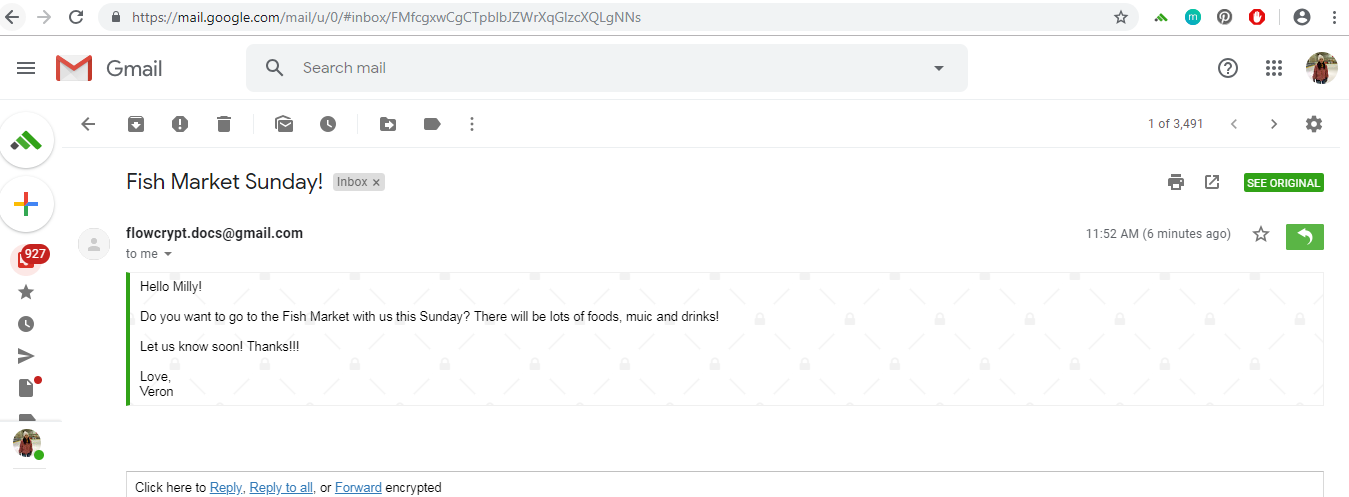 https://mail.google.com/mail/u/0/#inbox/FMfcgxwCgCTpblbJZWrXqGlzcXQLgNNs
m
Gmail
Search mail
1 of 3,491
Fish Market Sunday!
Inbox x
SEE ORIGINAL
flowcrypt.docs@gmail.com
11:52 AM (6 minutes ago)
to me
927
Hello Milly!
Do you want to go to the Fish Market with us this Sunday? There will be lots of foods, muic and drinks!
Let us know soon! Thanks!!!
Love,
Veron
Click here to Reply, Reply to all, or Forward encrypted